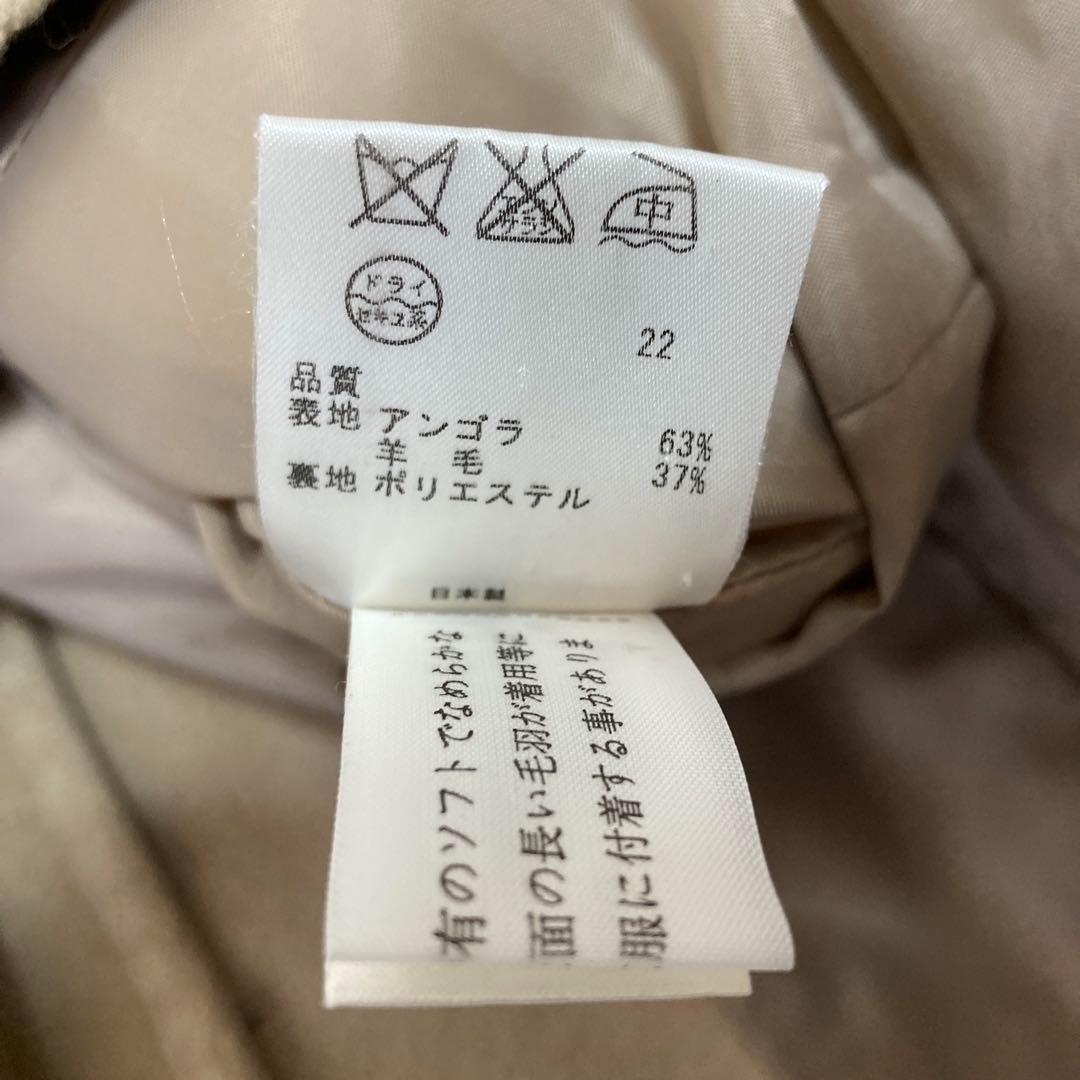 エンソ
サラシ
中
ドライ
セキユ系
22
品質
表地 アンゴラ 63%
羊毛 37%
裏地 ポリエステル
日本製
有のソフトでなめらかな
面の長い毛羽が着用等に
服に付着する事がありま